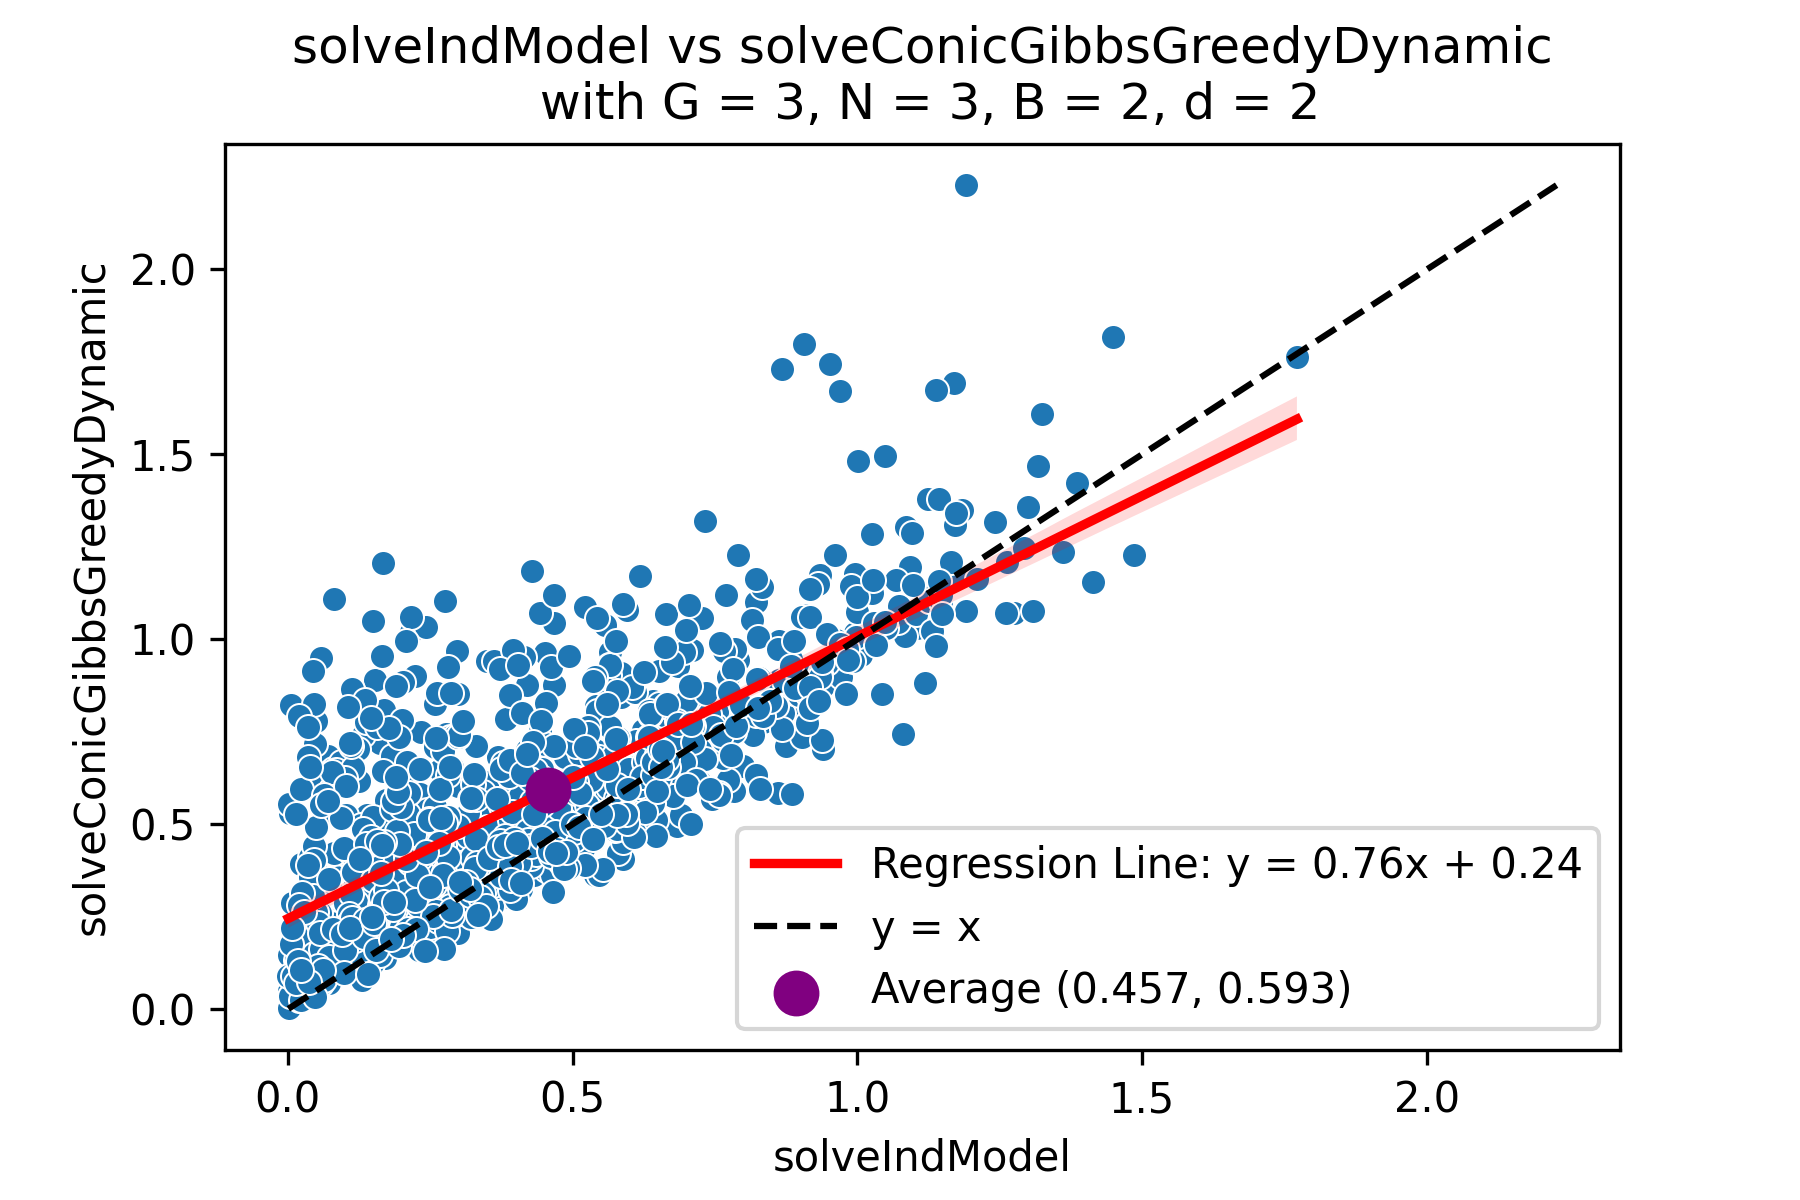 solveIndModel vs solveConicGibbsGreedyDynamic
with G = 3, N = 3, B = 2, d = 2
solveConicGibbsGreedyDynamic
2.0
1.5
1.0
0.5
0.0
Regression Line: y = 0.76x + 0.24
y = x
Average (0.457, 0.593)
0.0 0.5 1.0 1.5 2.0
solveIndModel